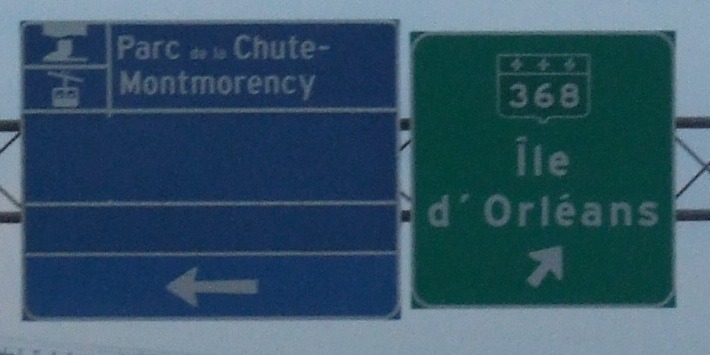 Parc de la Chute-
Montmorency
368
Île
d'Orléans